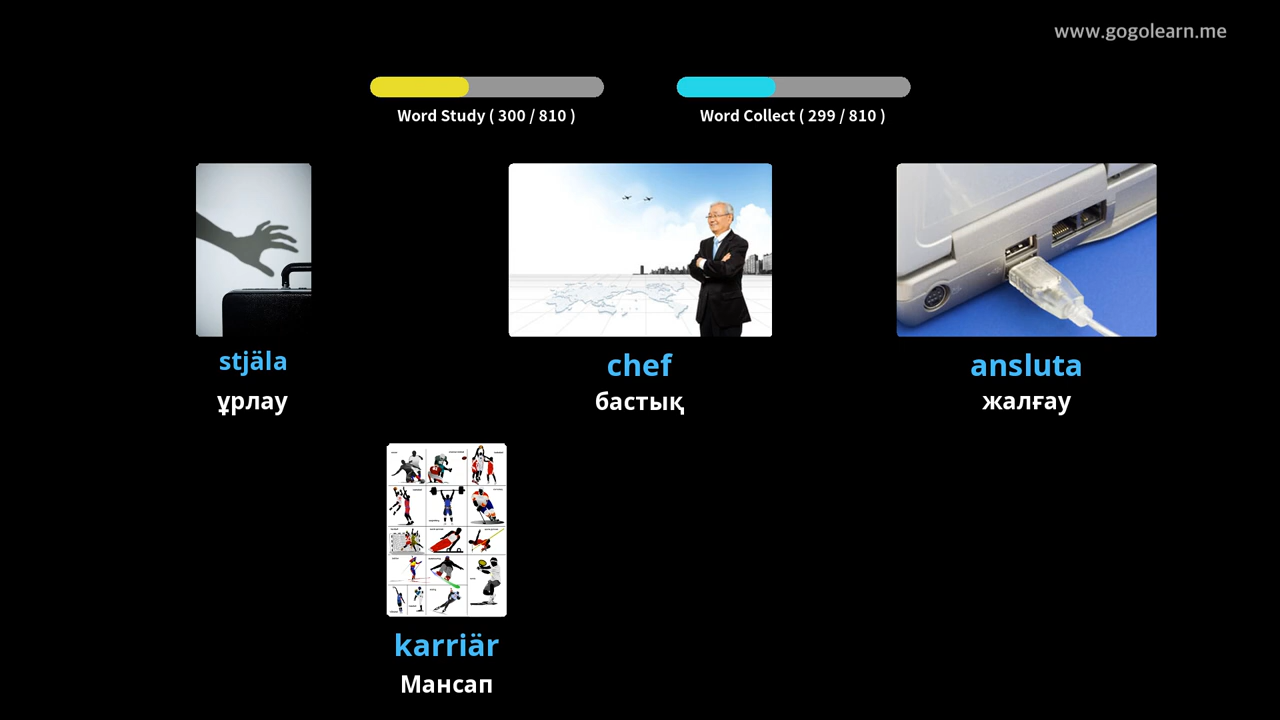 www.gogolearn.me
Word Study ( 300 / 810 )
Word Collect ( 299 / 810 )
stjäla
chef
ansluta
ұрлау
бастық
жалғау
karriär
Мансап